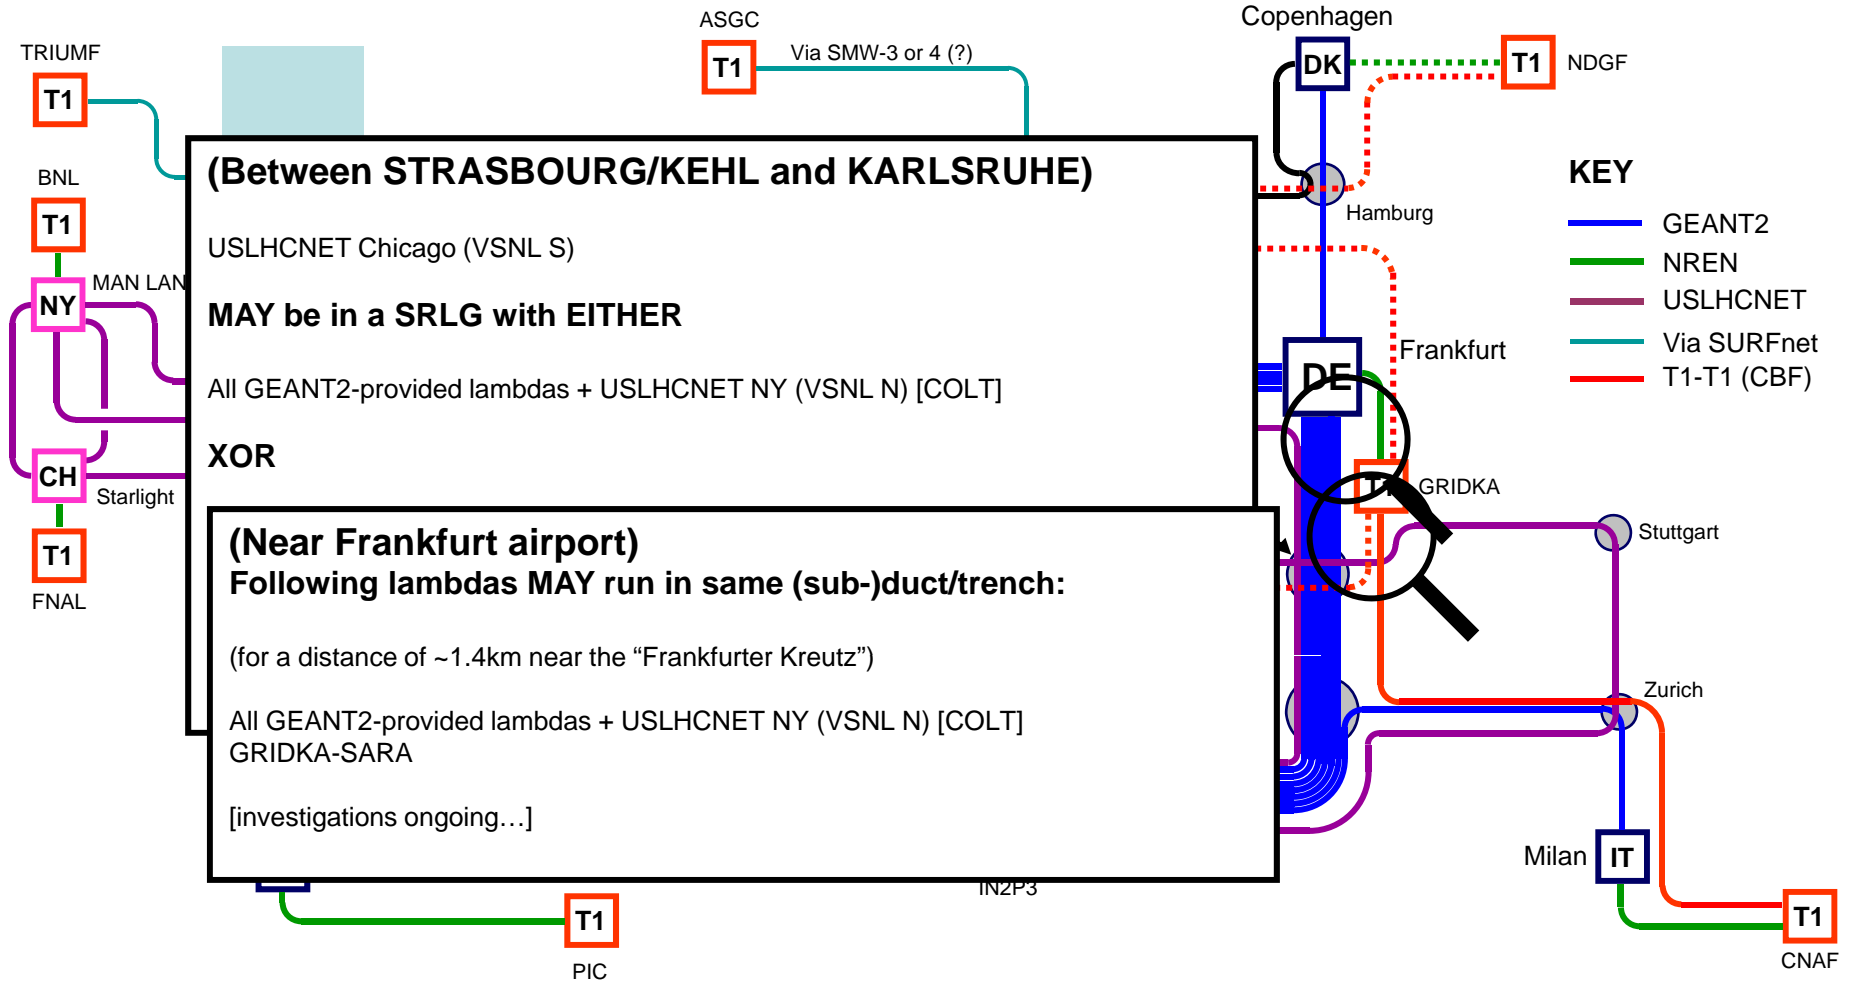 ASGC
Copenhagen
TRIUMF
T1
Via SMW-3 or 4 (?)
T1
DK
T1
NDGF
BNL
T1
MAN LAN
NY
CH
Starlight
T1
FNAL
(Between STRASBOURG/KEHL and KARLSRUHE)
USLHCNET Chicago (VSNL S)
MAY be in a SRLG with EITHER
All GEANT2-provided lambdas + USLHCNET NY (VSNL N) [COLT]
XOR
(Near Frankfurt airport)
Following lambdas MAY run in same (sub-)duct/trench:
(for a distance of ~1.4km near the “Frankfurter Kreutz”)
All GEANT2-provided lambdas + USLHCNET NY (VSNL N) [COLT]
GRIDKA-SARA
[investigations ongoing…]
KEY
GEANT2
NREN
USLHCNET
Via SURFnet
T1-T1 (CBF)
Hamburg
Frankfurt
DE
T1
GRIDKA
Stuttgart
Zurich
Milan
IT
T1
CNAF
IN2P3
T1
PIC